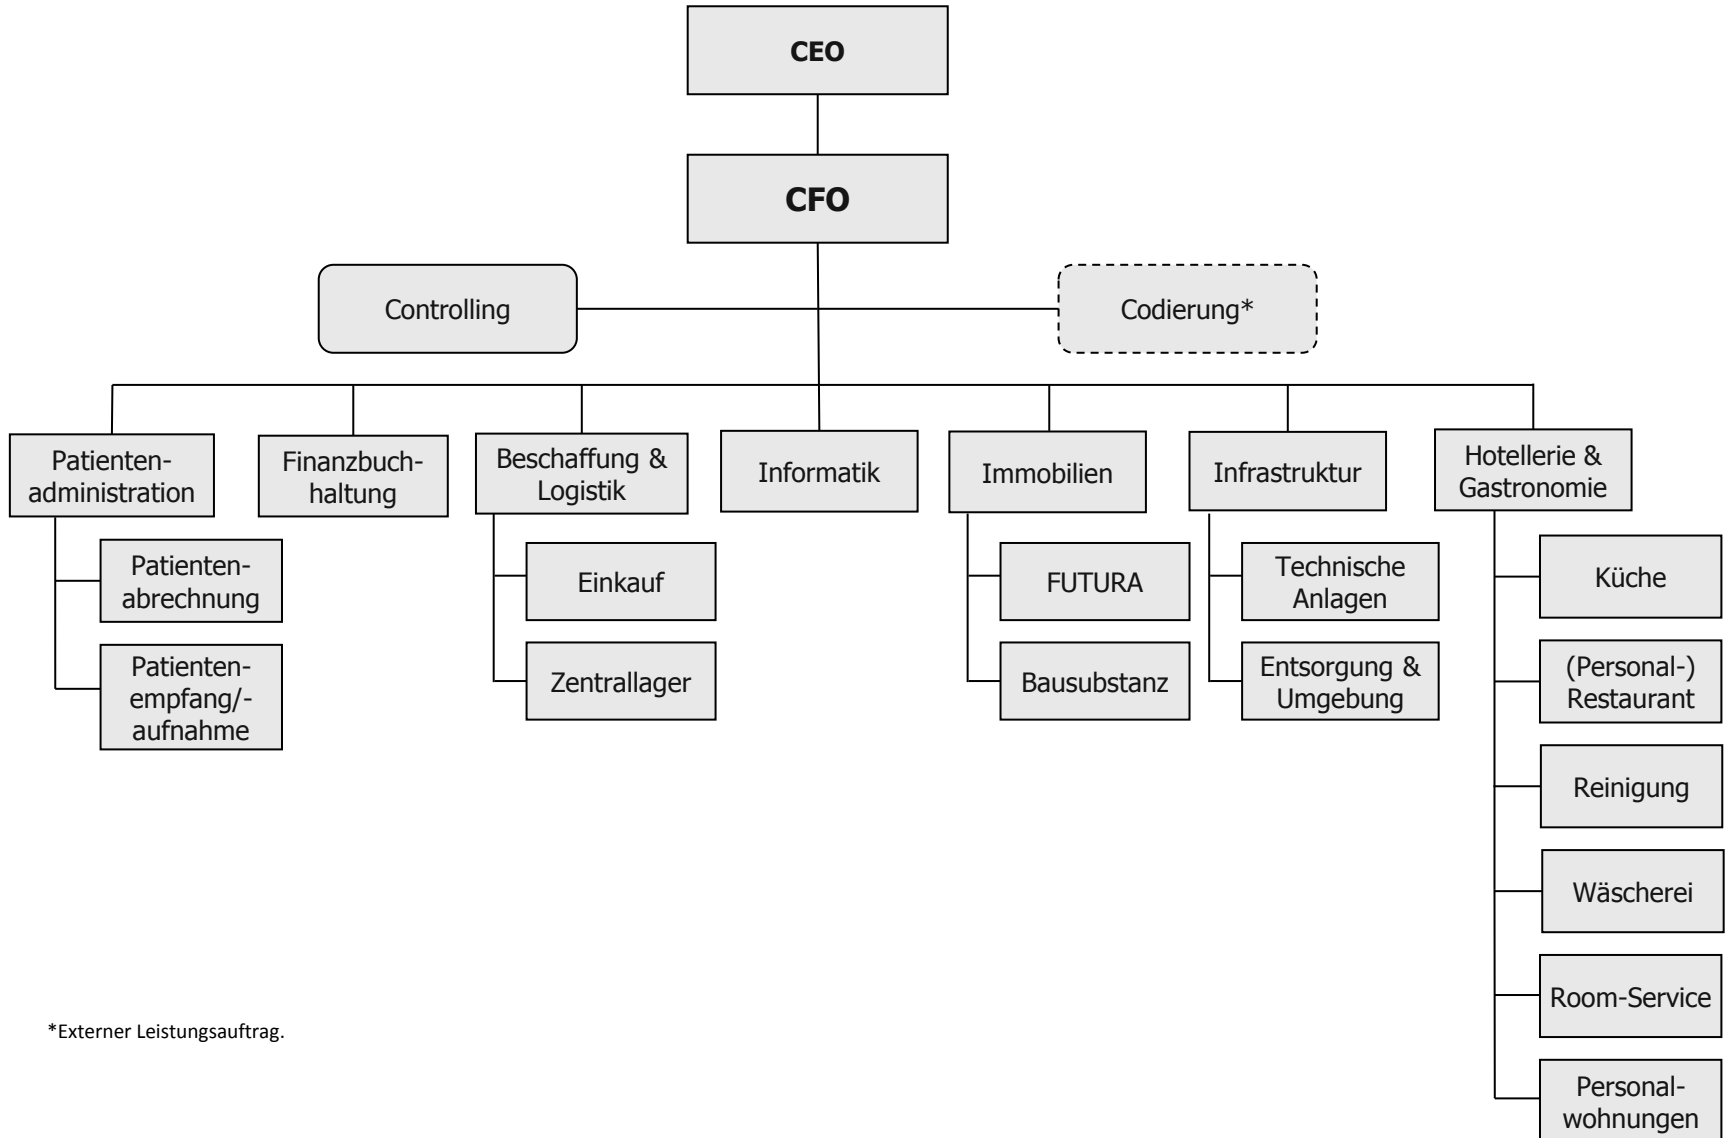 CEO
CFO
Controlling
Codierung*
Patienten-
administration
Finanzbuch-
haltung
Beschaffung &
Logistik
Informatik
Immobilien
Infrastruktur
Hotellerie &
Gastronomie
Patienten-
abrechnung
Patienten-
empfang/-
aufnahme
Einkauf
Zentrallager
FUTURA
Bausubstanz
Technische
Anlagen
Entsorgung &
Umgebung
Küche
(Personal-)
Restaurant
Reinigung
Wäscherei
Room-Service
Personal-
wohnungen
*Externer Leistungsauftrag.